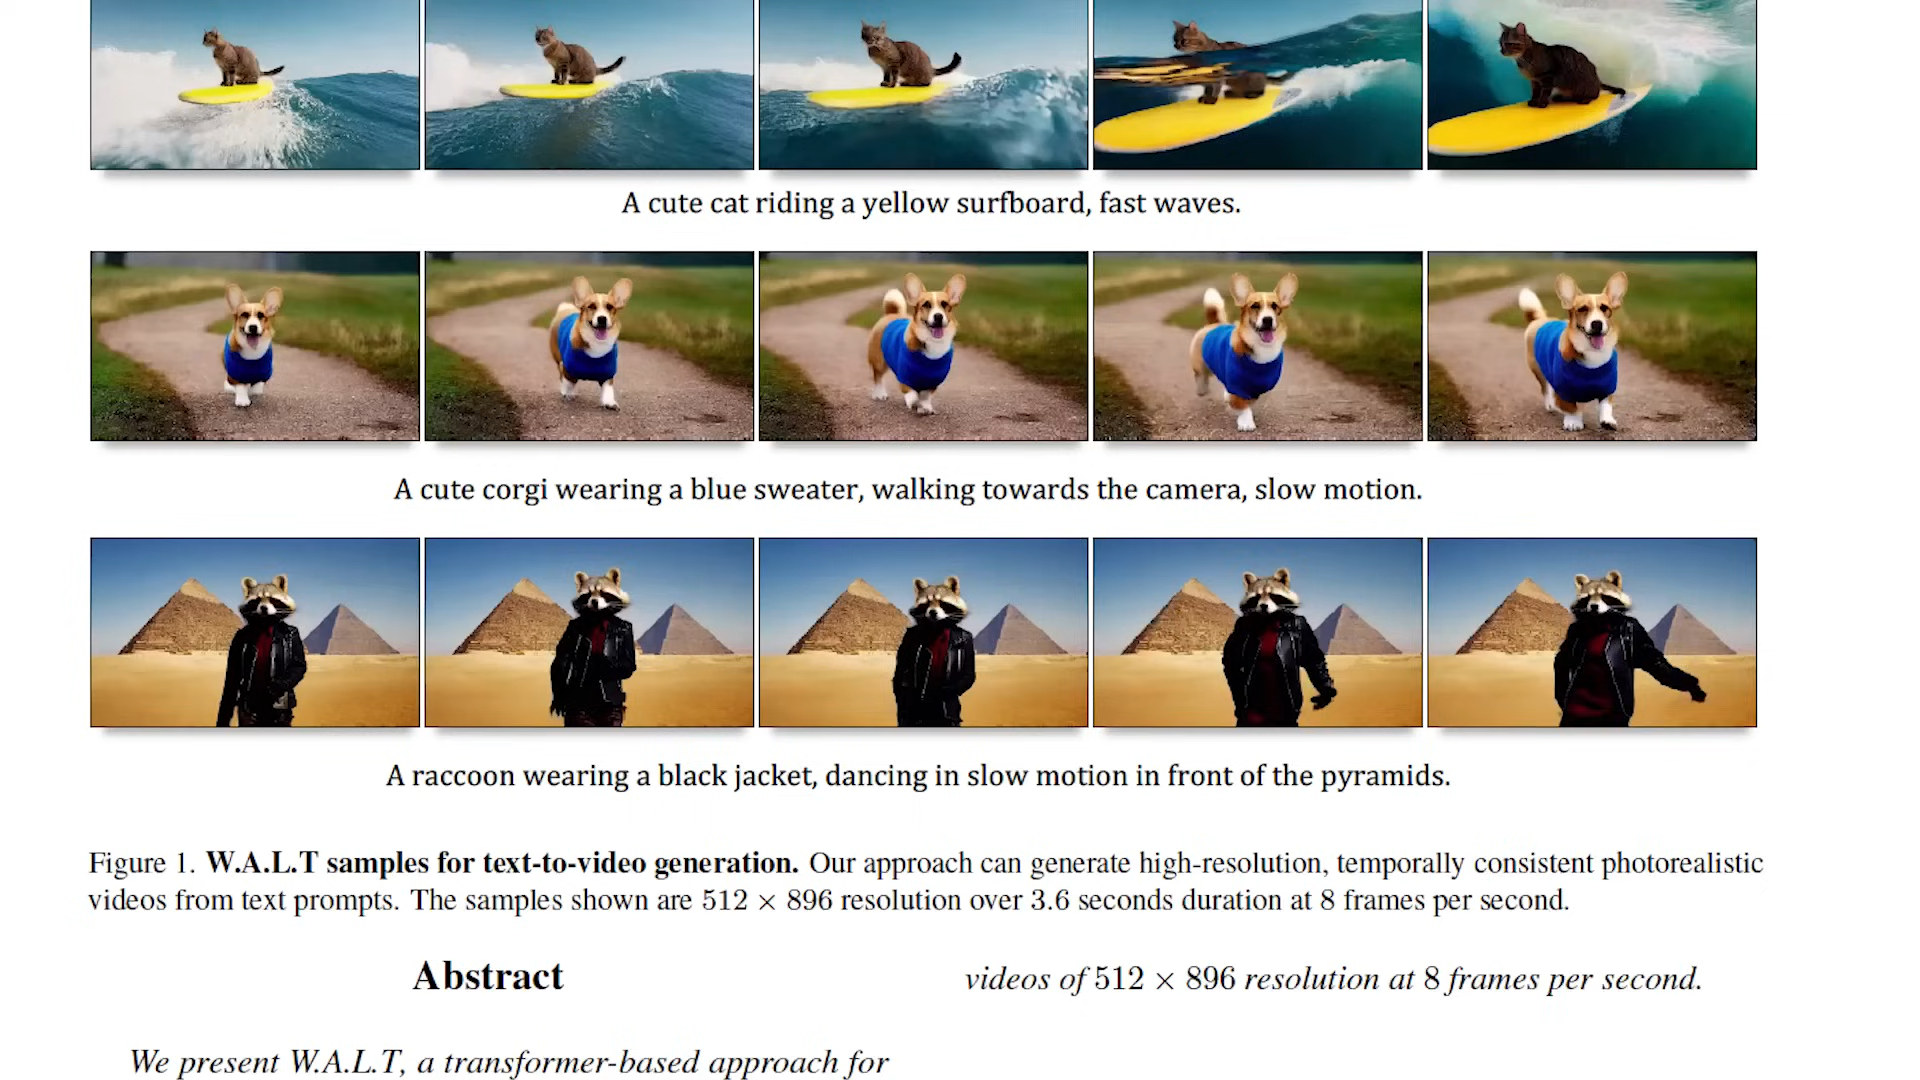 A cute cat riding a yellow surfboard, fast waves.
A cute corgi wearing a blue sweater, walking towards the camera, slow motion.
A raccoon wearing a black jacket, dancing in slow motion in front of the pyramids.
Figure 1. W.A.L.T samples for text-to-video generation. Our approach can generate high-resolution, temporally consistent photorealistic
videos from text prompts. The samples shown are 512 × 896 resolution over 3.6 seconds duration at 8 frames per second.
Abstract
We present W.A.L.T, a transformer-based approach for
videos of 512 × 896 resolution at 8 frames per second.